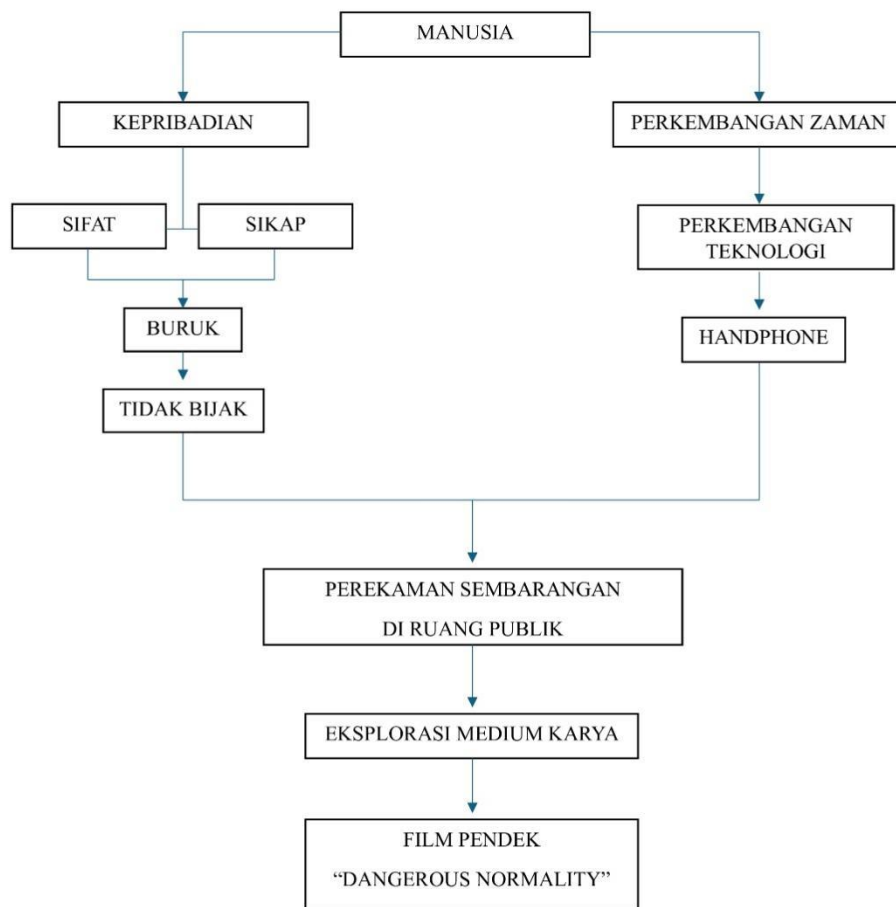 MANUSIA
KEPRIBADIAN
PERKEMBANGAN ZAMAN
SIFAT
SIKAP
PERKEMBANGAN
TEKNOLOGI
BURUK
HANDPHONE
TIDAK BIJAK
PEREKAMAN SEMBARANGAN
DI RUANG PUBLIK
EKSPLORASI MEDIUM KARYA
FILM PENDEK
“DANGEROUS NORMALITY”